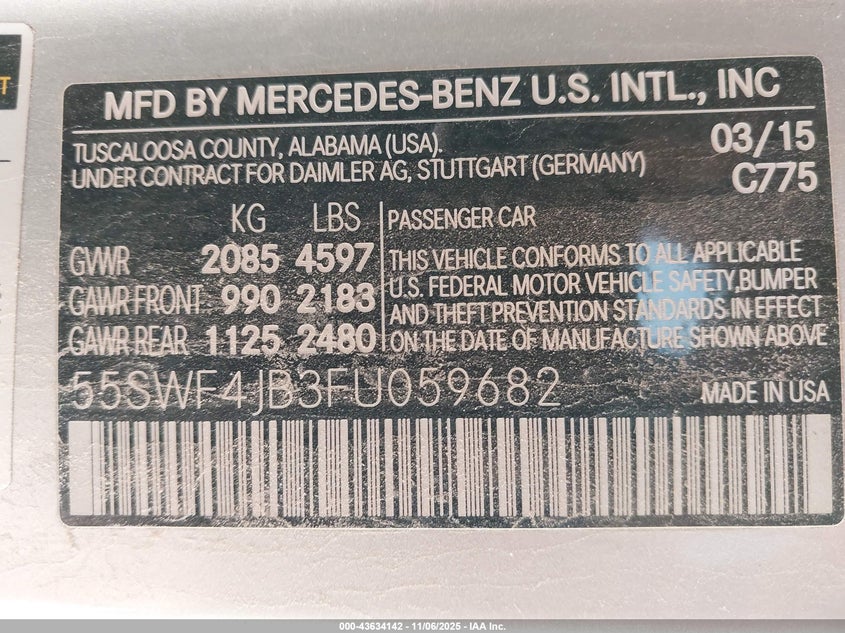 T
MFD BY MERCEDES-BENZ U.S. INTL., INC
TUSCALOOSA COUNTY, ALABAMA (USA). 03/15
UNDER CONTRACT FOR DAIMLER AG, STUTTGART (GERMANY) C775
KG LBS PASSENGER CAR
GVWR 2085 4597 THIS VEHICLE CONFORMS TO ALL APPLICABLE
U.S. FEDERAL MOTOR VEHICLE SAFETY,BUMPER
GAWR FRONT 990 2183 AND THEFT PREVENTION STANDARDS IN EFFECT
GAWR REAR 1125 2480 ON THE DATE OF MANUFACTURE SHOWN ABOVE
55SWF4JB3FU059682 MADE IN USA
000-43634142 - 11/06/2025 - IAA Inc.